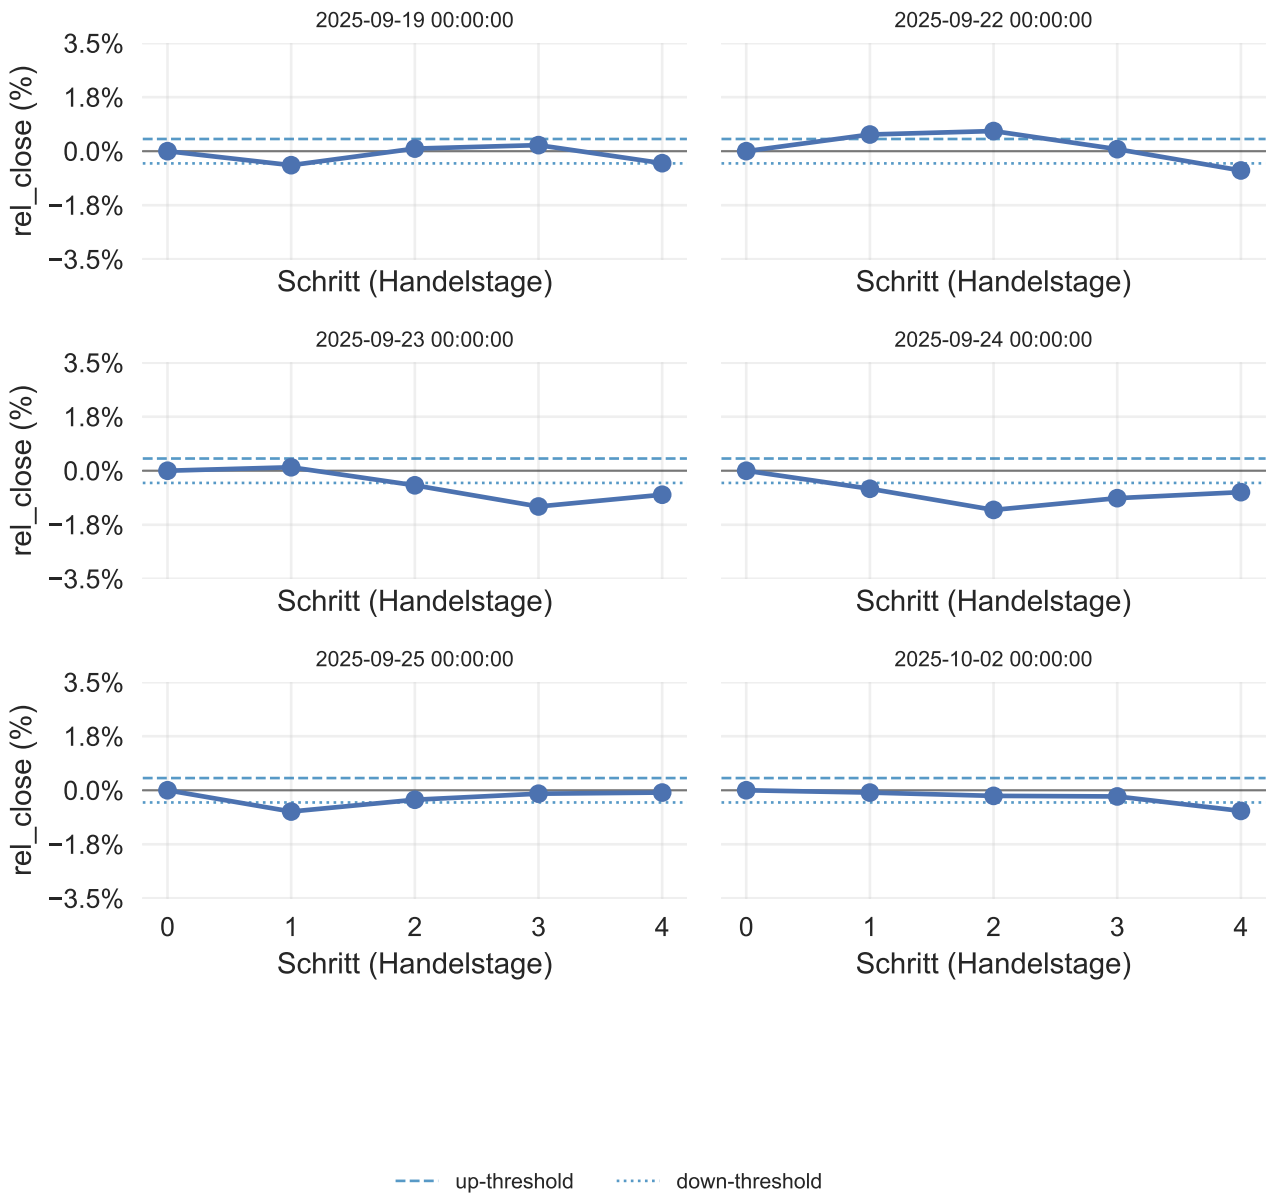 2025-09-19 00:00:00
2025-09-22 00:00:00
3.5%
1.8%
0.0%
−1.8%
−3.5%
rel_close (%)
Schritt (Handelstage)
Schritt (Handelstage)
2025-09-23 00:00:00
2025-09-24 00:00:00
3.5%
1.8%
0.0%
−1.8%
−3.5%
rel_close (%)
Schritt (Handelstage)
Schritt (Handelstage)
2025-09-25 00:00:00
2025-10-02 00:00:00
3.5%
1.8%
0.0%
−1.8%
−3.5%
rel_close (%)
0 1 2 3 4
0 1 2 3 4
Schritt (Handelstage)
Schritt (Handelstage)
up-threshold
down-threshold